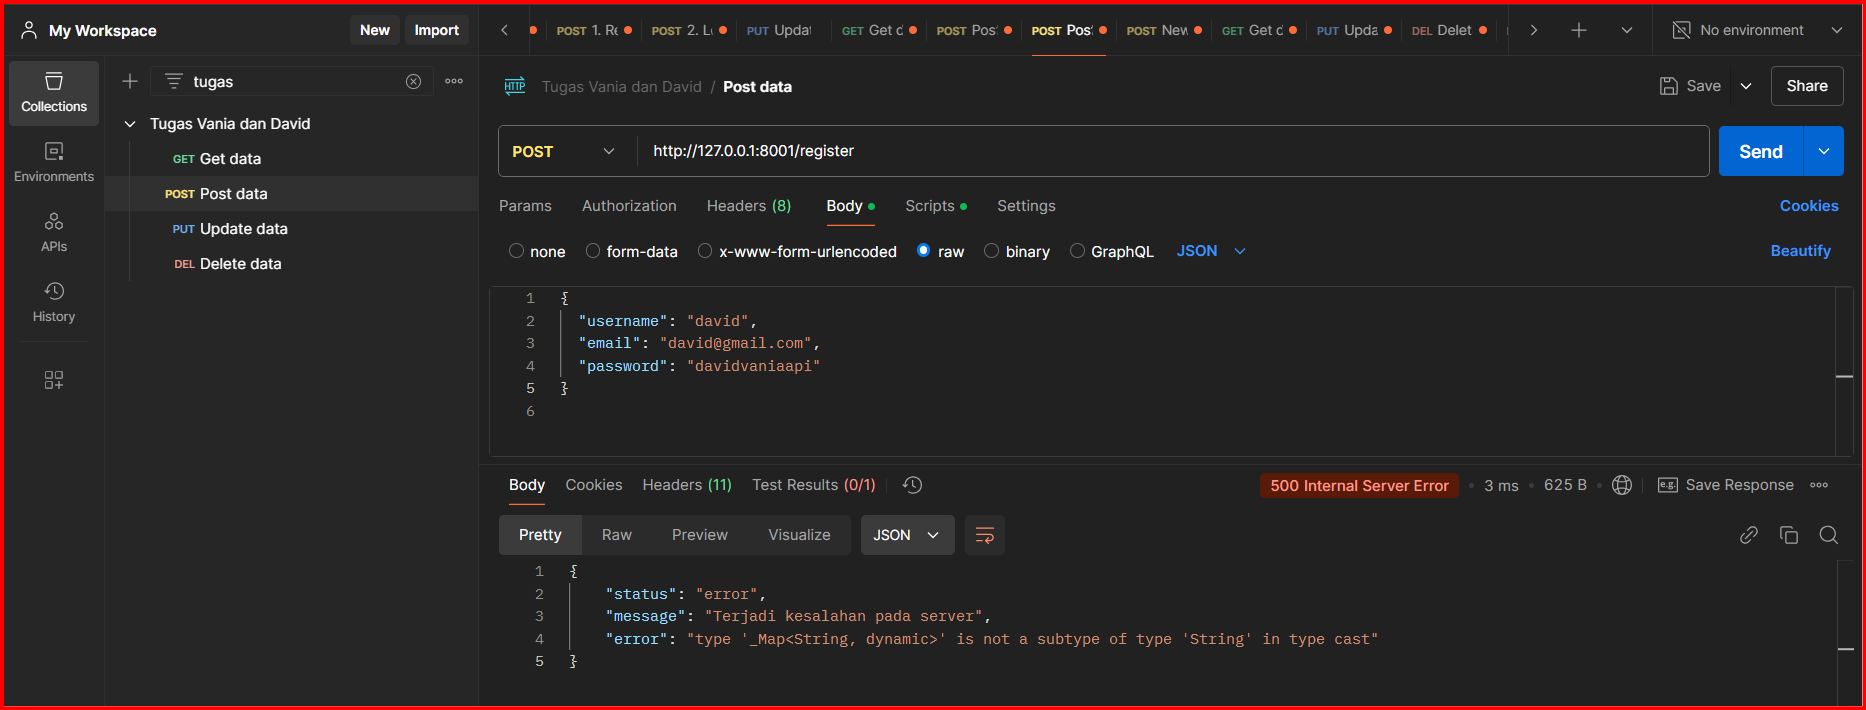 My Workspace
New
Import
POST 1. Re
POST 2. Lo
PUT Updat
GET Get d
POST Post
POST Post
POST New
GET Get d
PUT Upda
DEL Delet
No environment
Collections
Environments
APIs
History
tugas
Tugas Vania dan David
GET Get data
POST Post data
PUT Update data
DEL Delete data
HTTP Tugas Vania dan David / Post data
Save
Share
POST http://127.0.0.1:8001/register
Send
Params Authorization Headers (8) Body Scripts Settings
Cookies
none form-data x-www-form-urlencoded raw binary GraphQL JSON
Beautify
1 {
2 "username": "david",
3 "email": "david@gmail.com",
4 "password": "davidvaniaapi"
5 }
6
Body Cookies Headers (11) Test Results (0/1)
500 Internal Server Error • 3 ms • 625 B •
e.g. Save Response
Pretty Raw Preview Visualize JSON
1 {
2 "status": "error",
3 "message": "Terjadi kesalahan pada server",
4 "error": "type '_Map<String, dynamic>' is not a subtype of type 'String' in type cast"
5 }